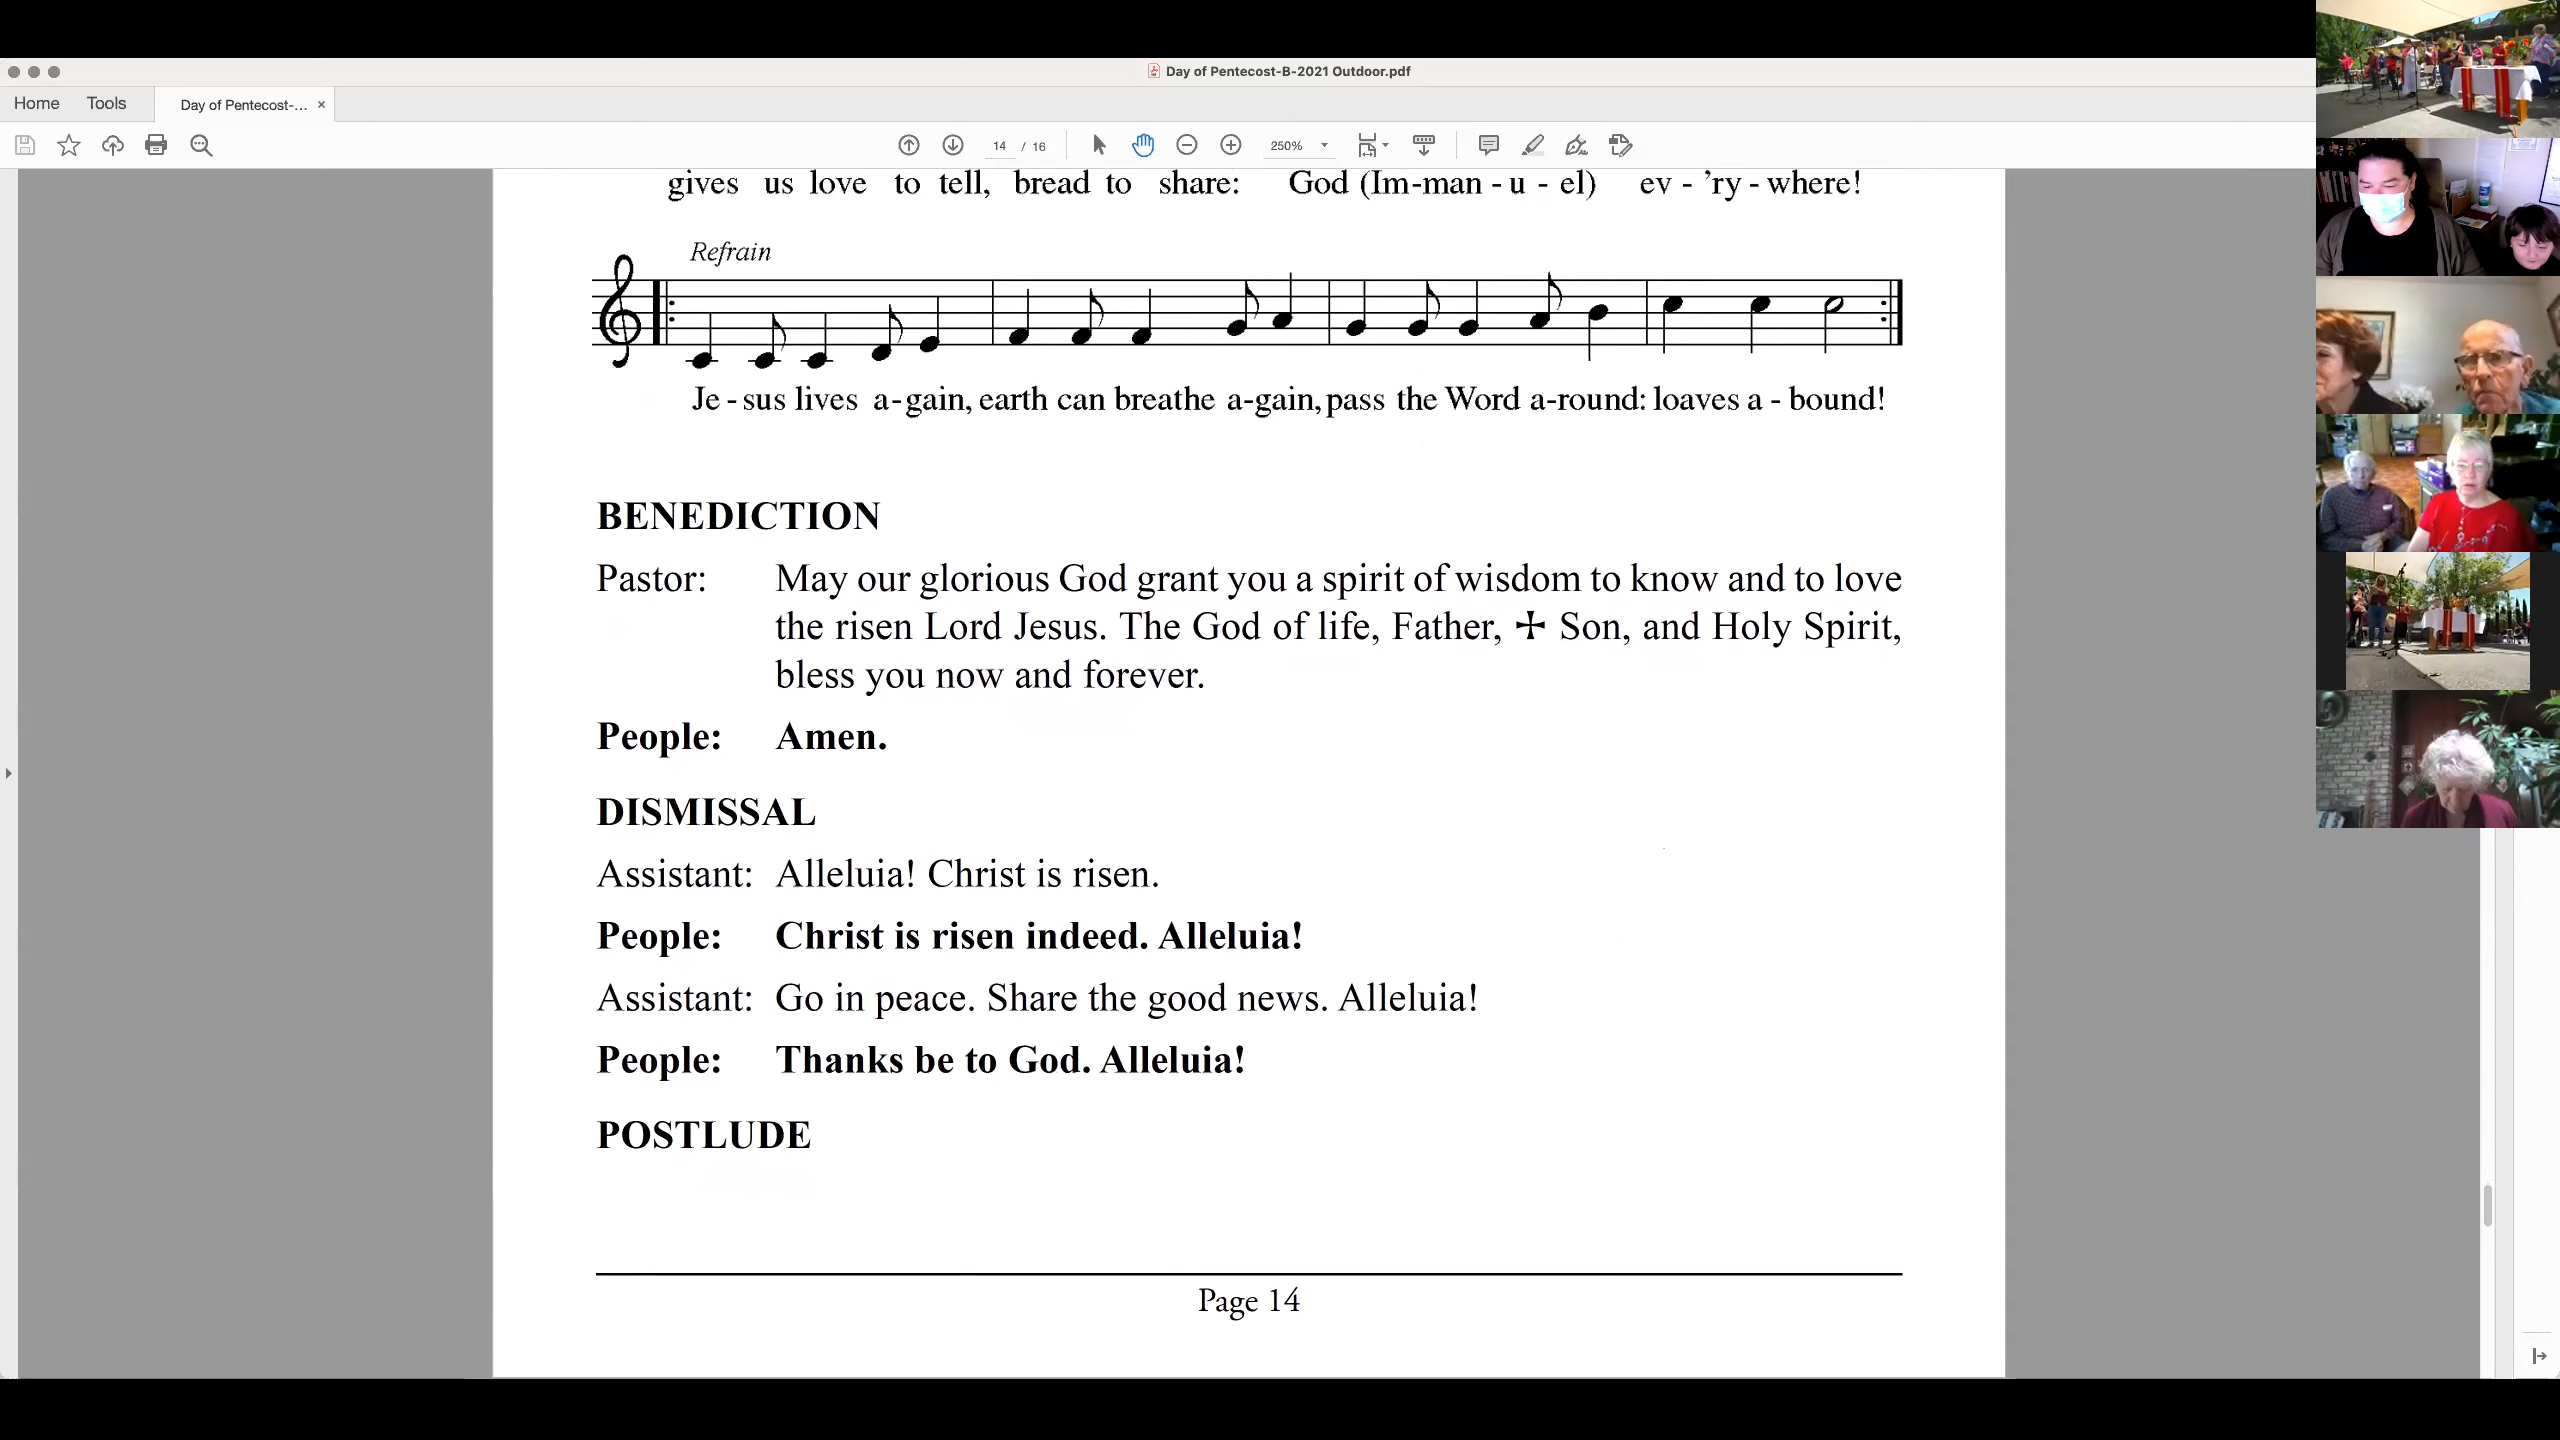 Day of Pentecost-B-2021 Outdoor.pdf
Home Tools Day of Pentecost-... ×
14 / 16 250%
gives us love to tell, bread to share: God (Im-man - u - el) ev - ’ry - where!
Refrain
Je - sus lives a-gain, earth can breathe a-gain, pass the Word a-round: loaves a - bound!
BENEDICTION
Pastor: May our glorious God grant you a spirit of wisdom to know and to love
the risen Lord Jesus. The God of life, Father, ☩ Son, and Holy Spirit,
bless you now and forever.
People: Amen.
DISMISSAL
Assistant: Alleluia! Christ is risen.
People: Christ is risen indeed. Alleluia!
Assistant: Go in peace. Share the good news. Alleluia!
People: Thanks be to God. Alleluia!
POSTLUDE
Page 14